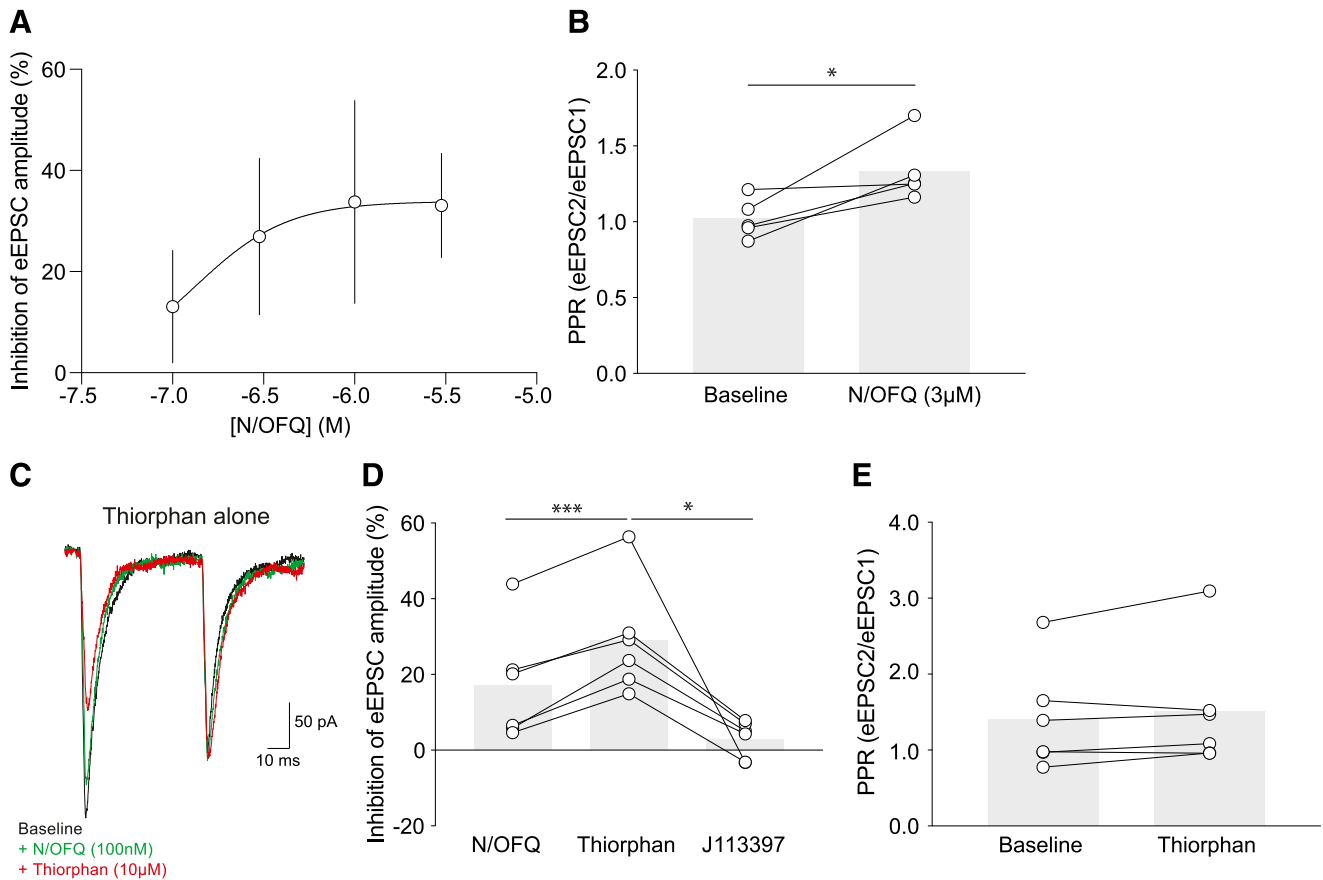 A
Inhibition of eEPSC amplitude (%)
60
40
20
0
-7.5
-7.0
-6.5
-6.0
-5.5
-5.0
[N/OFQ] (M)
B
PPR (eEPSC2/eEPSC1)
2.0
1.5
1.0
0.5
0.0
*
Baseline
N/OFQ (3µM)
C
Thiorphan alone
50 pA
10 ms
Baseline
+ N/OFQ (100nM)
+ Thiorphan (10µM)
D
Inhibition of eEPSC amplitude (%)
60
40
20
0
-20
***
*
N/OFQ
Thiorphan
J113397
E
PPR (eEPSC2/eEPSC1)
4.0
3.0
2.0
1.0
0.0
Baseline
Thiorphan